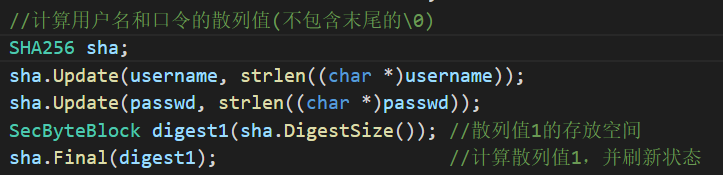 //计算用户名和口令的散列值(不包含末尾的\0)
SHA256 sha;
sha.Update(username, strlen((char *)username));
sha.Update(passwd, strlen((char *)passwd));
SecByteBlock digest1(sha.DigestSize()); //散列值1的存放空间
sha.Final(digest1); //计算散列值1，并刷新状态